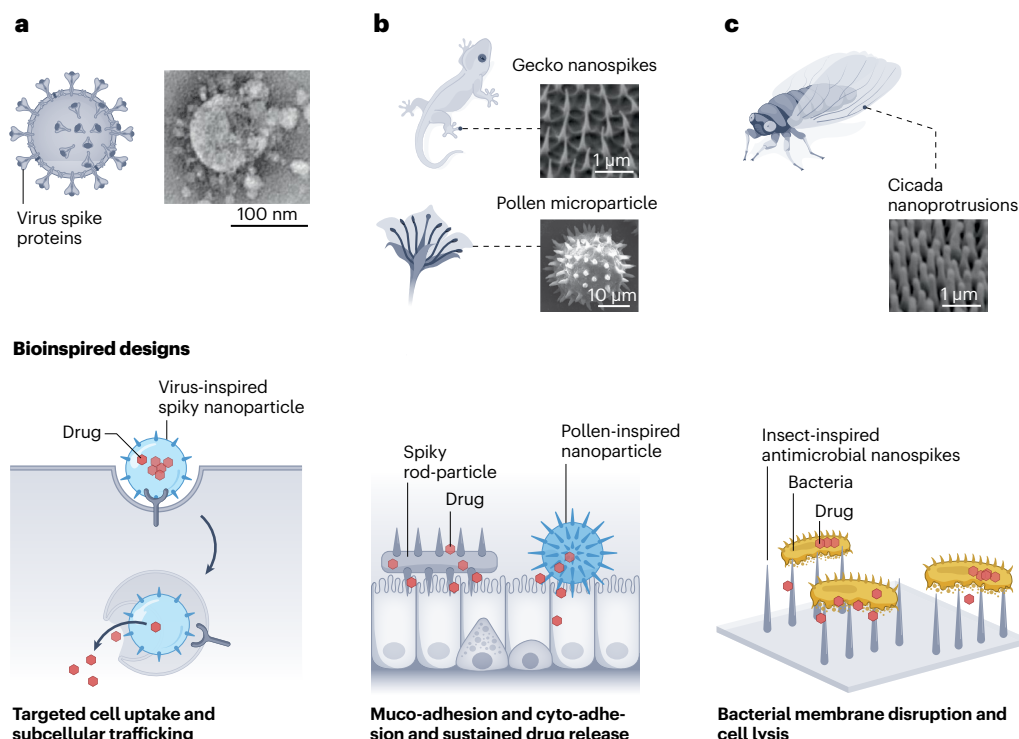 a
Virus spike
proteins
100 nm
b
Gecko nanospikes
1 µm
Pollen microparticle
10 µm
c
Cicada
nanoprotrusions
1 µm
Bioinspired designs
Virus-inspired
spiky nanoparticle
Drug
Targeted cell uptake and
subcellular trafficking
Spiky
rod-particle
Drug
Pollen-inspired
nanoparticle
Muco-adhesion and cyto-adhe-
sion and sustained drug release
Insect-inspired
antimicrobial nanospikes
Bacteria
Drug
Bacterial membrane disruption and
cell lysis